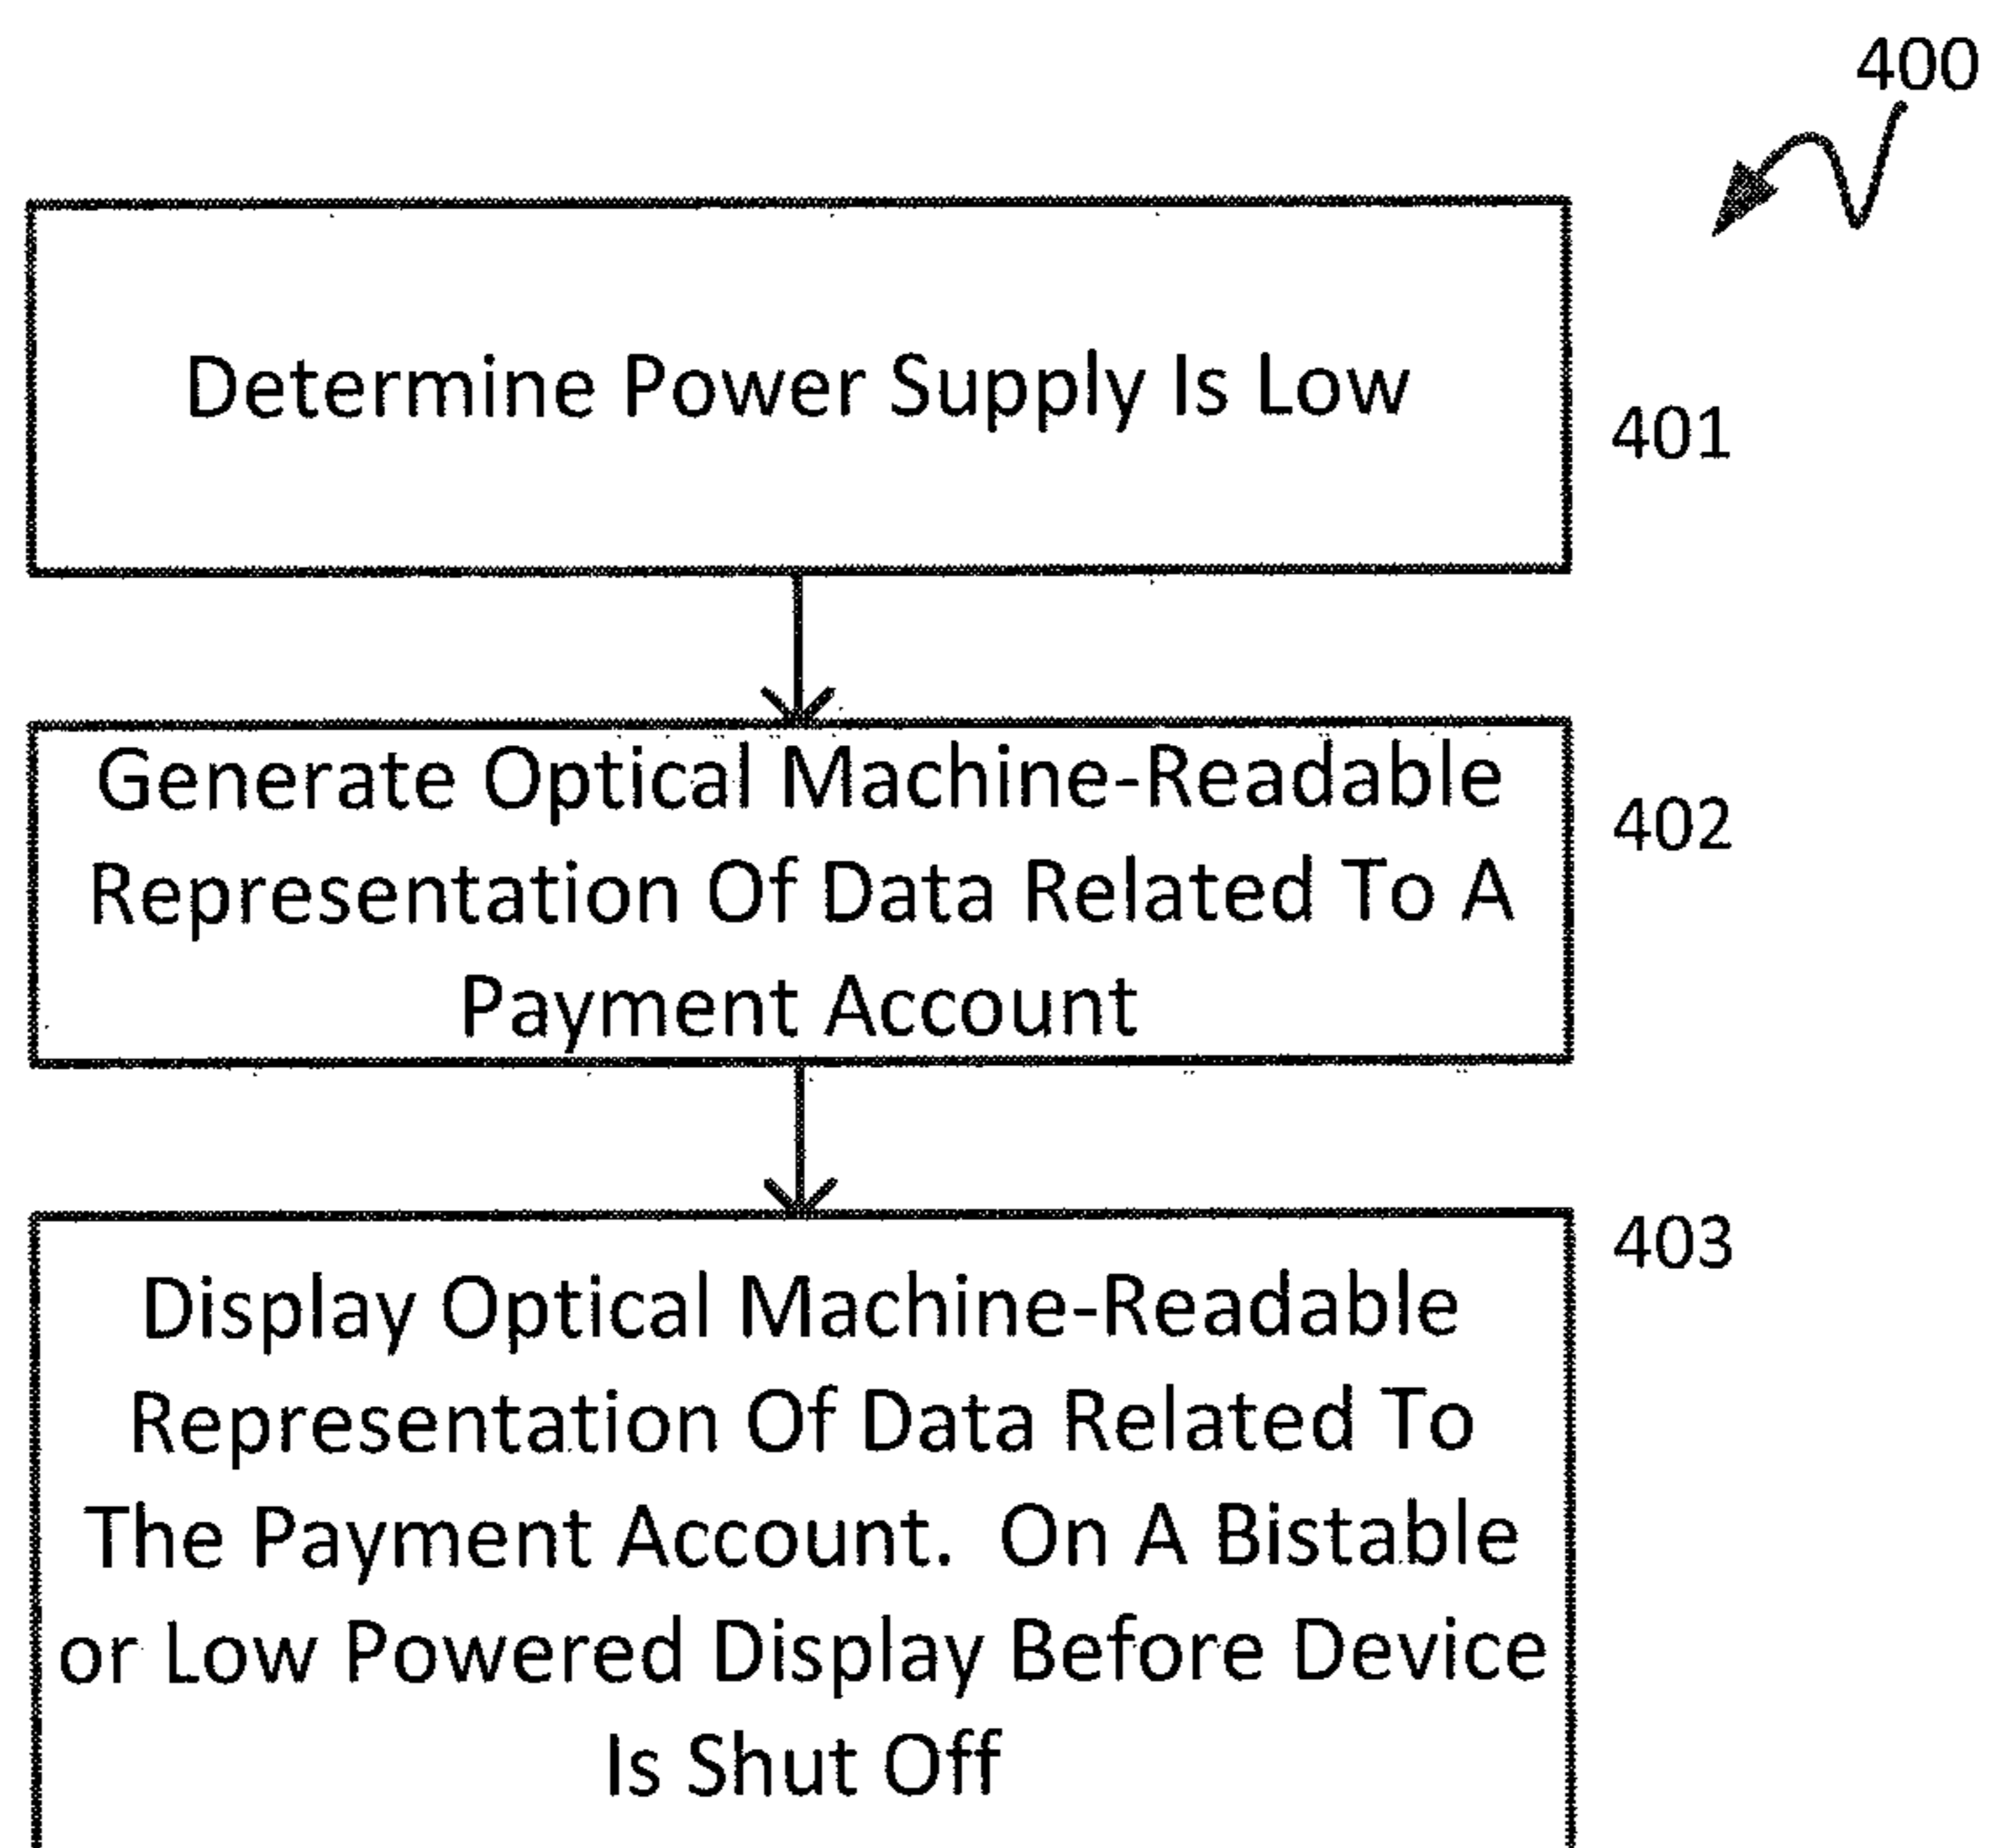 400
Determine Power Supply Is Low
401
Generate Optical Machine-Readable
Representation Of Data Related To A
Payment Account
402
Display Optical Machine-Readable
Representation Of Data Related To
The Payment Account.  On A Bistable
or Low Powered Display Before Device
Is Shut Off
403